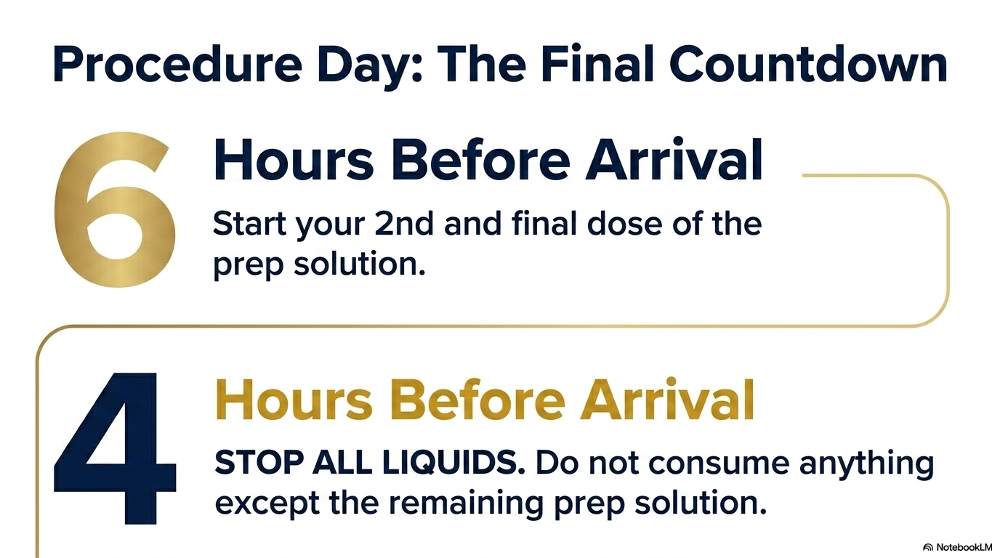 Procedure Day: The Final Countdown
6
Hours Before Arrival
Start your 2nd and final dose of the
prep solution.
4
Hours Before Arrival
STOP ALL LIQUIDS. Do not consume anything
except the remaining prep solution.
NotebookLM